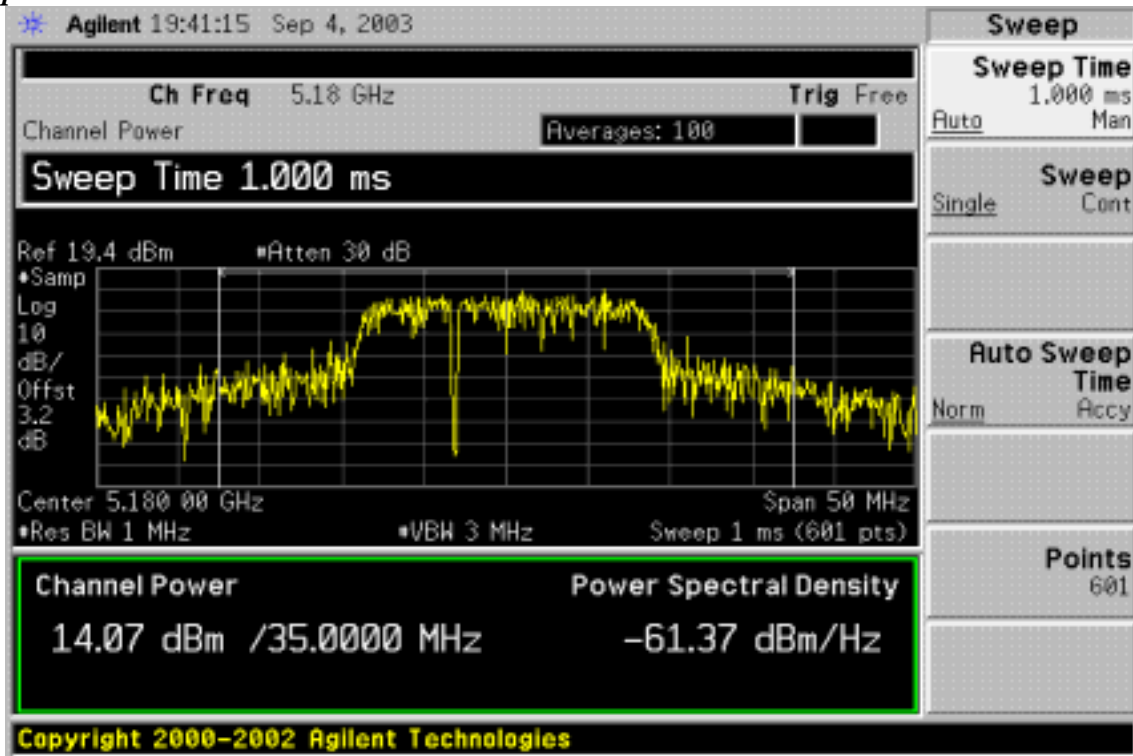 Agilent 19:41:15 Sep 4, 2003
Sweep
Ch Freq 5.18 GHz Trig Free
Channel Power Averages: 100
Sweep Time 1.000 ms
Ref 19.4 dBm #Atten 30 dB
#Samp
Log
10
dB/
Offst
3.2
dB
Center 5.180 00 GHz Span 50 MHz
#Res BW 1 MHz #VBW 3 MHz Sweep 1 ms (601 pts)
Channel Power Power Spectral Density
14.07 dBm /35.0000 MHz -61.37 dBm/Hz
Copyright 2000-2002 Agilent Technologies
Sweep Time
1.000 ms
Auto Man
Sweep
Single Cont
Auto Sweep
Time
Norm Accy
Points
601